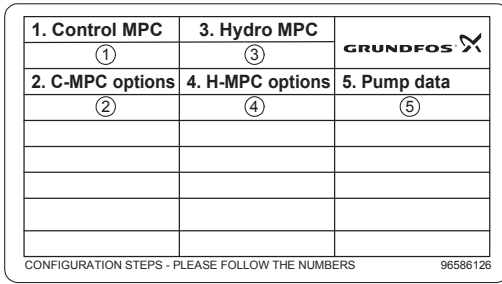 1. Control MPC 3. Hydro MPC
GRUNDFOS
1 3
2. C-MPC options 4. H-MPC options 5. Pump data
2 4 5
CONFIGURATION STEPS - PLEASE FOLLOW THE NUMBERS 96586126